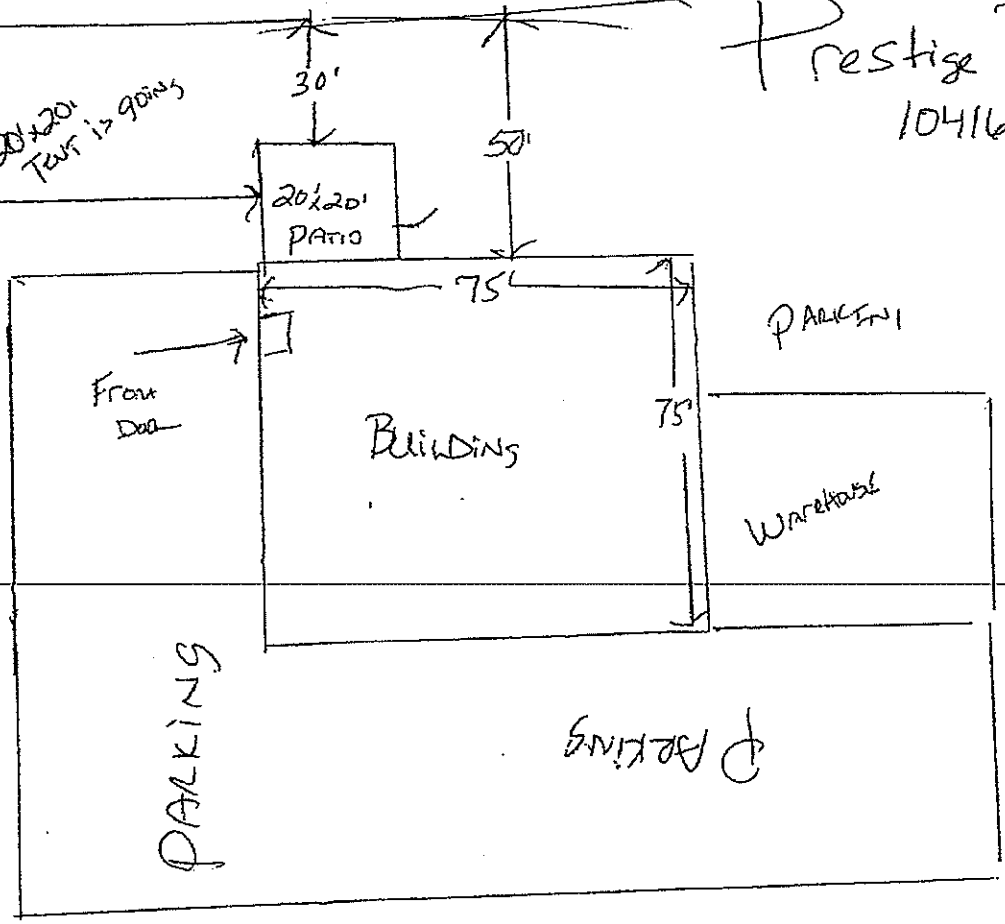 Prestige
10416
30'
50'
20'x20'
Tent is going
20'x20'
PATIO
75'
PARKIN
Front
Door
75'
BUiLDiNG
WareHouse
PARKiNG
PARKiNG